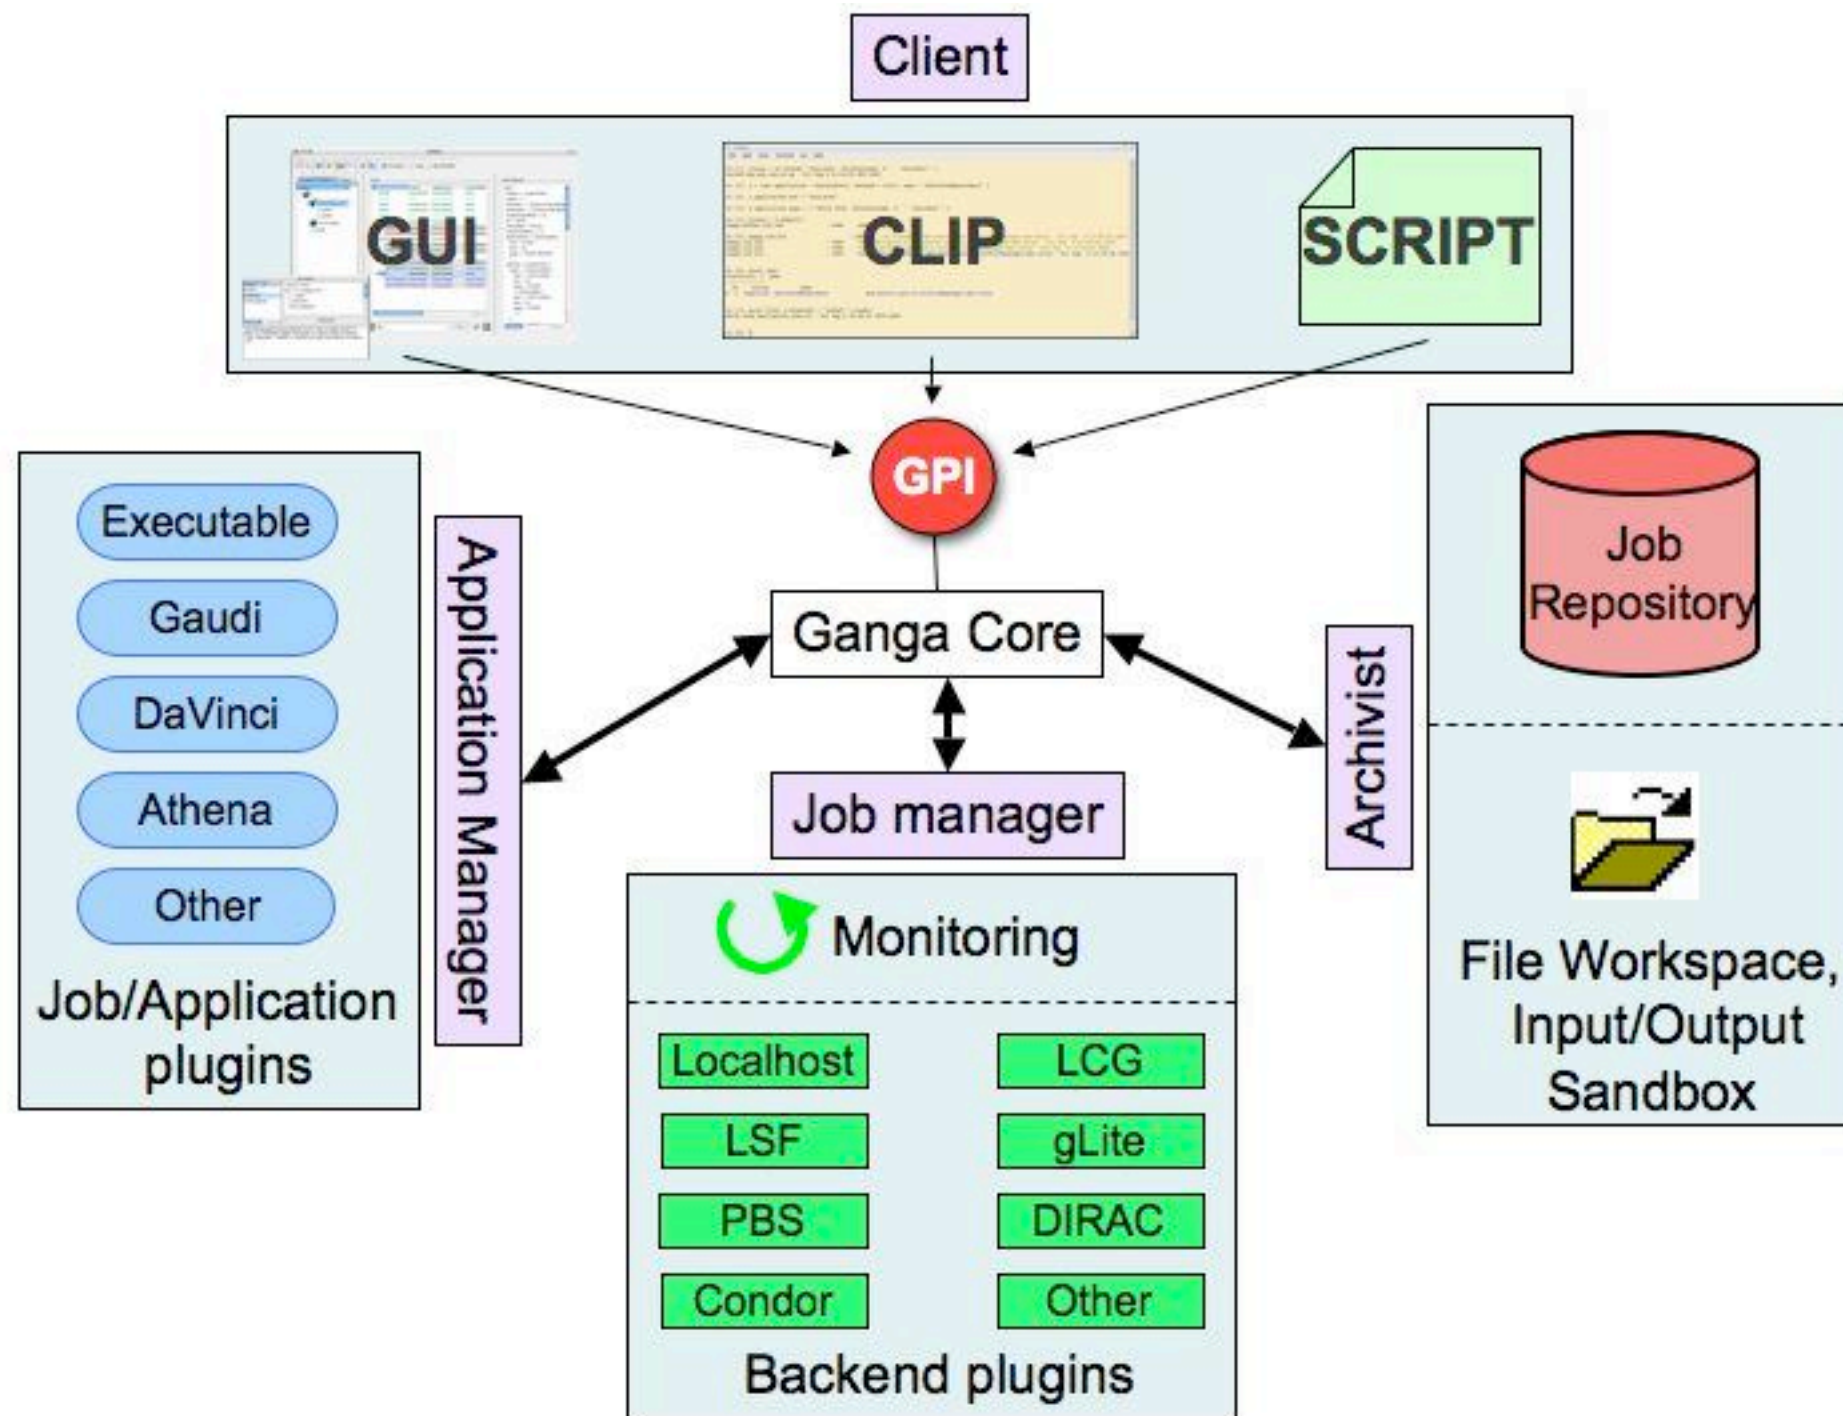 Client
GUI
CLIP
SCRIPT
GPI
Executable
Gaudi
DaVinci
Athena
Other
Job/Application
plugins
Application Manager
Ganga Core
Job manager
Archivist
Job
Repository
File Workspace,
Input/Output
Sandbox
Monitoring
Localhost
LCG
LSF
gLite
PBS
DIRAC
Condor
Other
Backend plugins